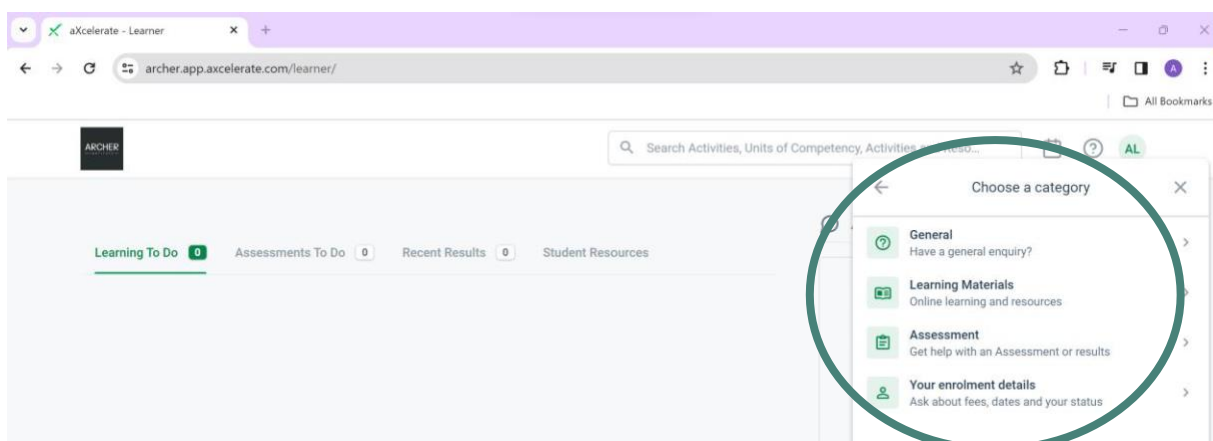 aXcelerate - Learner
archer.app.axcelerate.com/learner/
A
All Bookmarks
ARCHER
Search Activities, Units of Competency, Activities and Reso...
AL
Choose a category
Learning To Do 0 Assessments To Do 0 Recent Results 0 Student Resources
General
Have a general enquiry?
Learning Materials
Online learning and resources
Assessment
Get help with an Assessment or results
Your enrolment details
Ask about fees, dates and your status